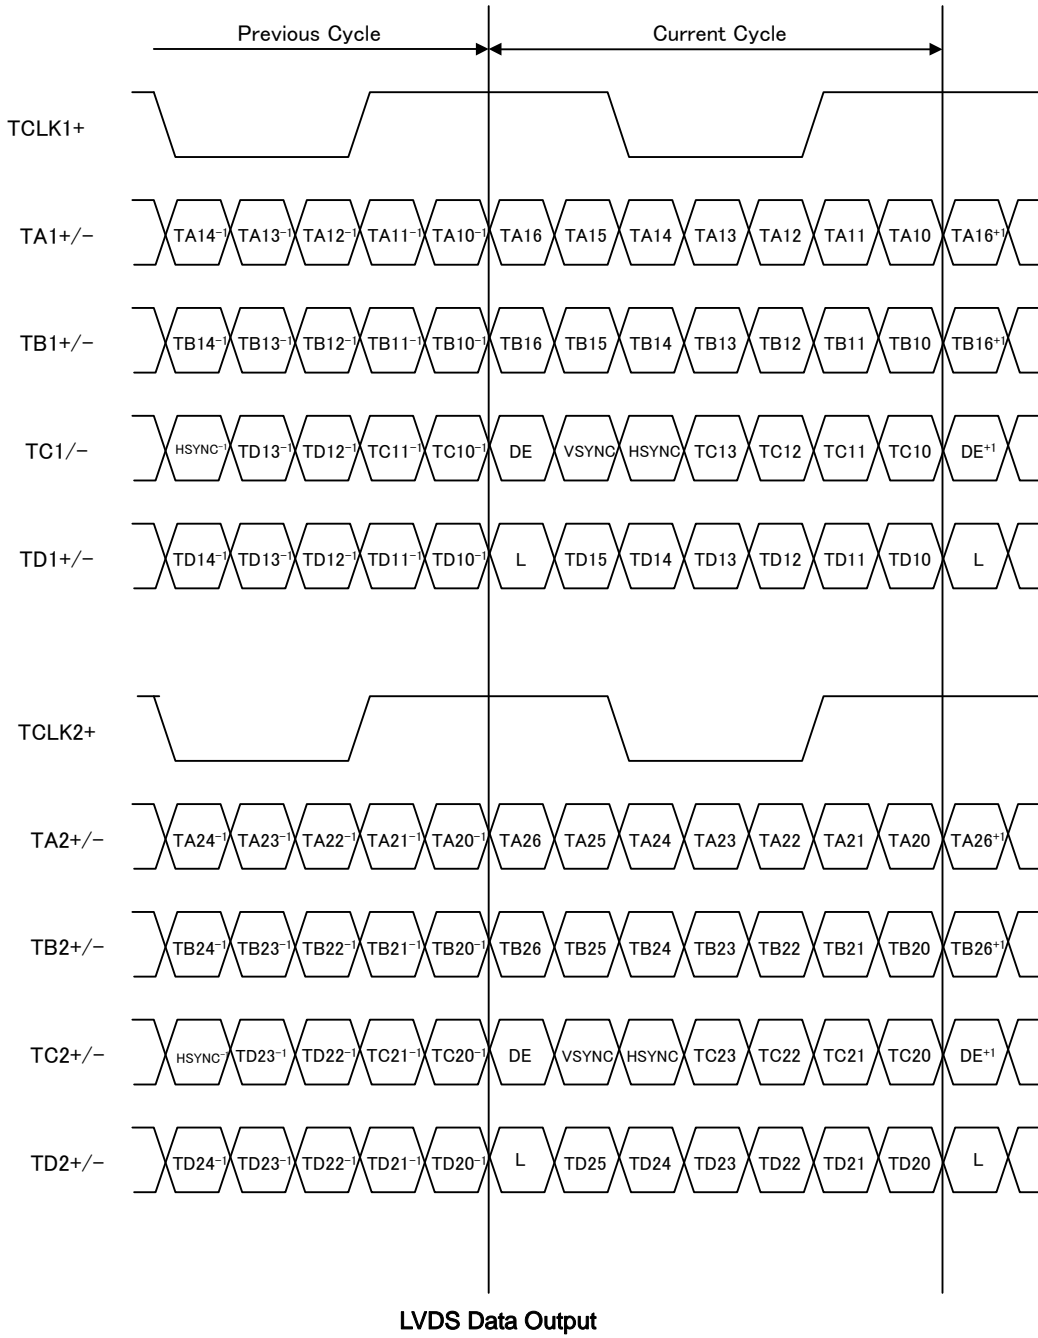 Previous Cycle Current Cycle
TCLK1+
TA1+/− TA14⁻¹ TA13⁻¹ TA12⁻¹ TA11⁻¹ TA10⁻¹ TA16 TA15 TA14 TA13 TA12 TA11 TA10 TA16⁺¹
TB1+/− TB14⁻¹ TB13⁻¹ TB12⁻¹ TB11⁻¹ TB10⁻¹ TB16 TB15 TB14 TB13 TB12 TB11 TB10 TB16⁺¹
TC1/− HSYNC⁻¹ TD13⁻¹ TD12⁻¹ TC11⁻¹ TC10⁻¹ DE VSYNC HSYNC TC13 TC12 TC11 TC10 DE⁺¹
TD1+/− TD14⁻¹ TD13⁻¹ TD12⁻¹ TD11⁻¹ TD10⁻¹ L TD15 TD14 TD13 TD12 TD11 TD10 L
TCLK2+
TA2+/− TA24⁻¹ TA23⁻¹ TA22⁻¹ TA21⁻¹ TA20⁻¹ TA26 TA25 TA24 TA23 TA22 TA21 TA20 TA26⁺¹
TB2+/− TB24⁻¹ TB23⁻¹ TB22⁻¹ TB21⁻¹ TB20⁻¹ TB26 TB25 TB24 TB23 TB22 TB21 TB20 TB26⁺¹
TC2+/− HSYNC⁻¹ TD23⁻¹ TD22⁻¹ TC21⁻¹ TC20⁻¹ DE VSYNC HSYNC TC23 TC22 TC21 TC20 DE⁺¹
TD2+/− TD24⁻¹ TD23⁻¹ TD22⁻¹ TD21⁻¹ TD20⁻¹ L TD25 TD24 TD23 TD22 TD21 TD20 L
LVDS Data Output